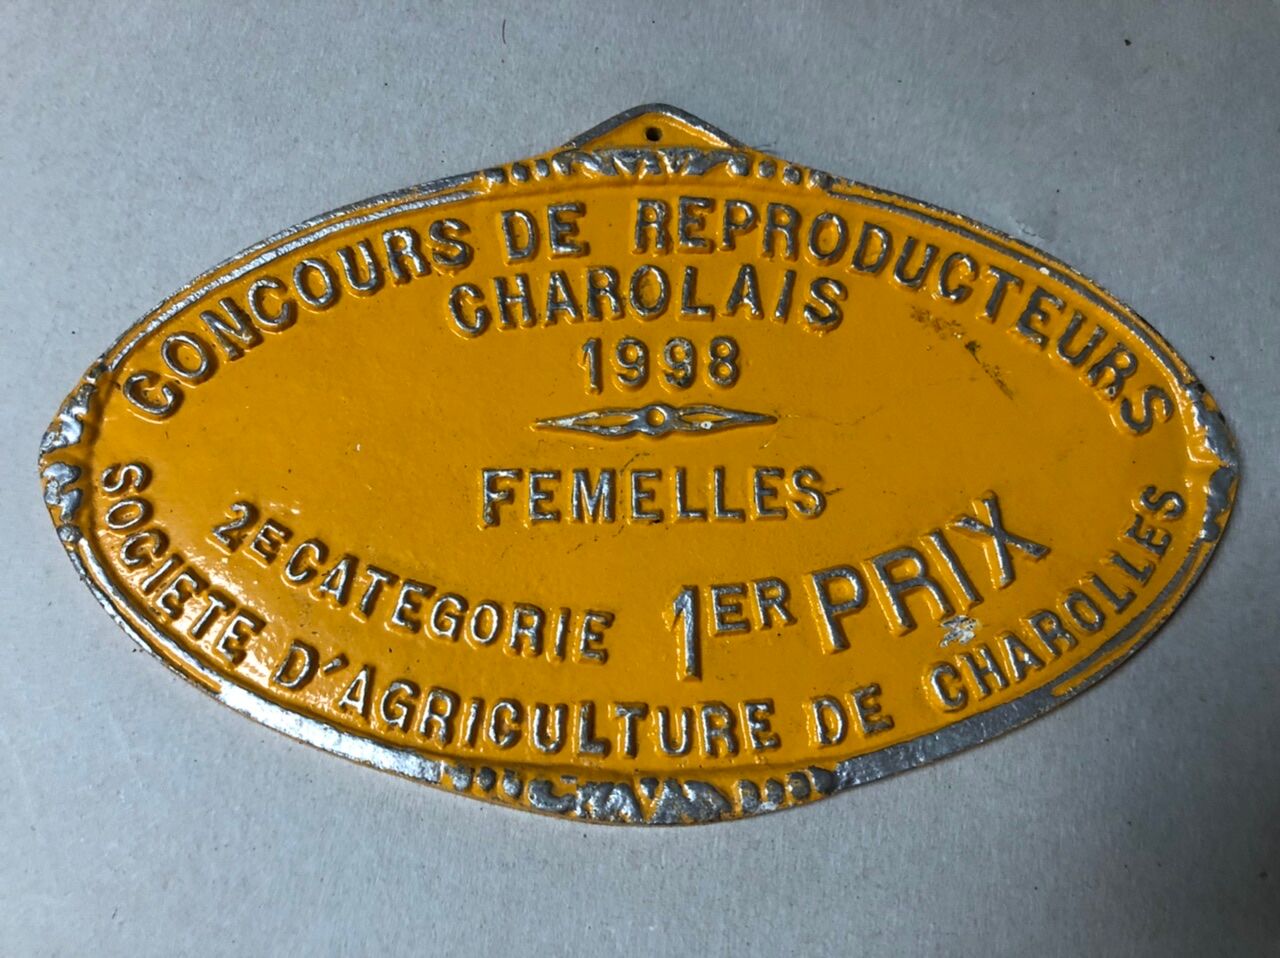 CONCOURS DE REPRODUCTEURS
CHAROLAIS
1998
FEMELLES
2E CATEGORIE
1ER PRIX
SOCIETE D'AGRICULTURE DE CHAROLLES